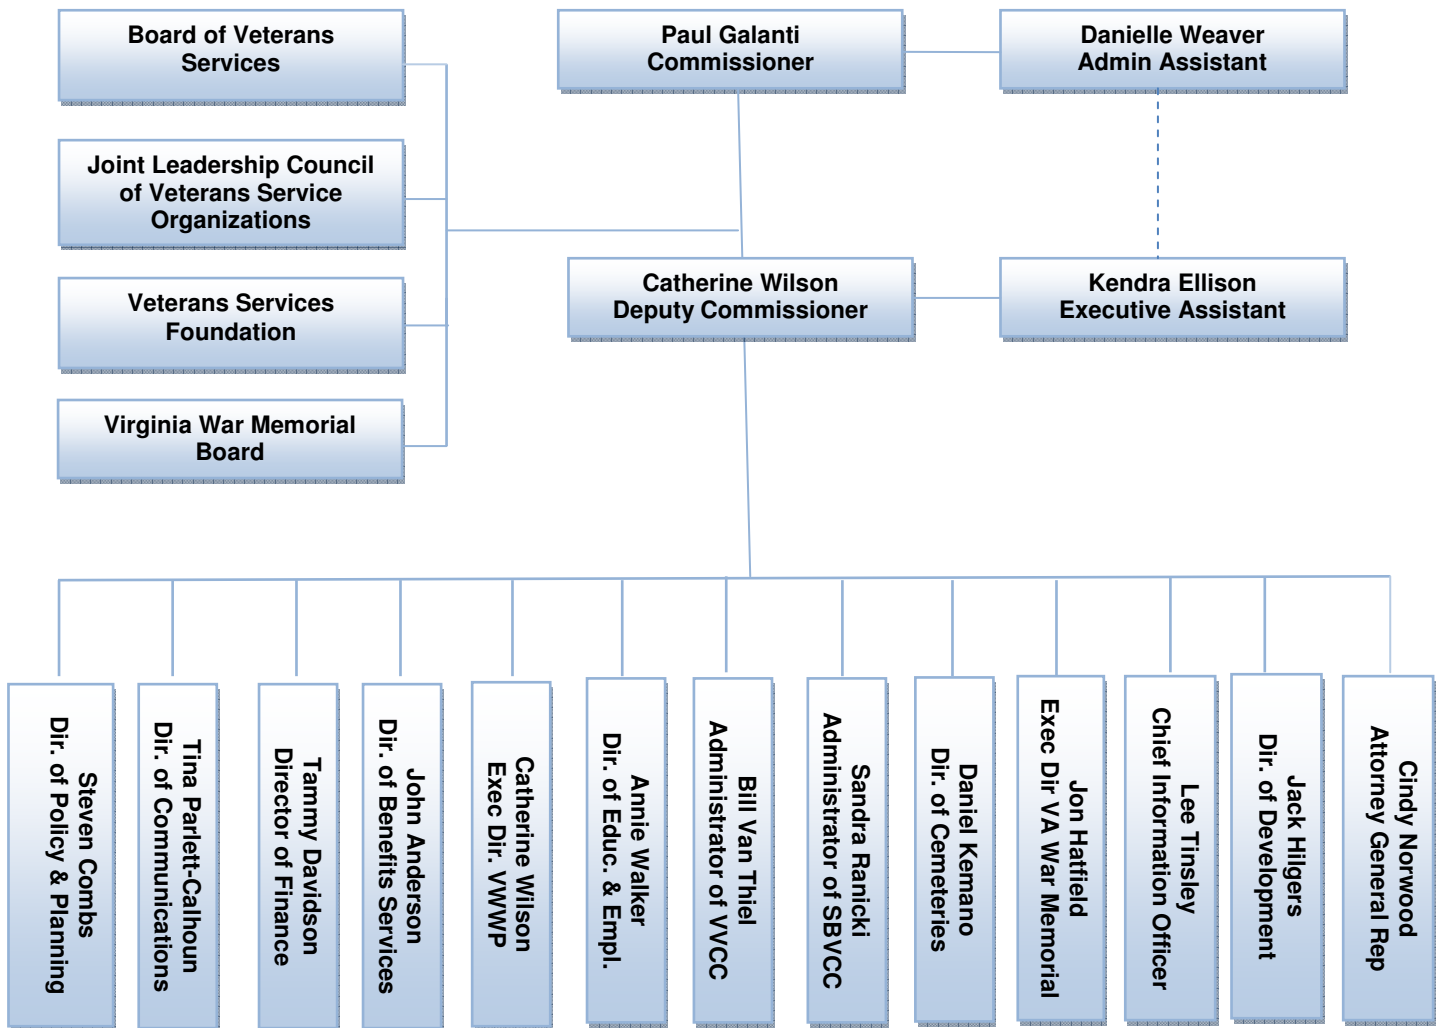 Board of Veterans
Services
Paul Galanti
Commissioner
Danielle Weaver
Admin Assistant
Joint Leadership Council
of Veterans Service
Organizations
Veterans Services
Foundation
Catherine Wilson
Deputy Commissioner
Kendra Ellison
Executive Assistant
Virginia War Memorial
Board
Steven Combs
Dir. of Policy & Planning
Tina Parlett-Calhoun
Dir. of Communications
Tammy Davidson
Director of Finance
John Anderson
Dir. of Benefits Services
Catherine Wilson
Exec Dir. VWWP
Annie Walker
Dir. of Educ. & Empl.
Bill Van Thiel
Administrator of VVCC
Sandra Ranicki
Administrator of SBVCC
Daniel Kemano
Dir. of Cemeteries
Jon Hatfield
Exec Dir VA War Memorial
Lee Tinsley
Chief Information Officer
Jack Hilgers
Dir. of Development
Cindy Norwood
Attorney General Rep